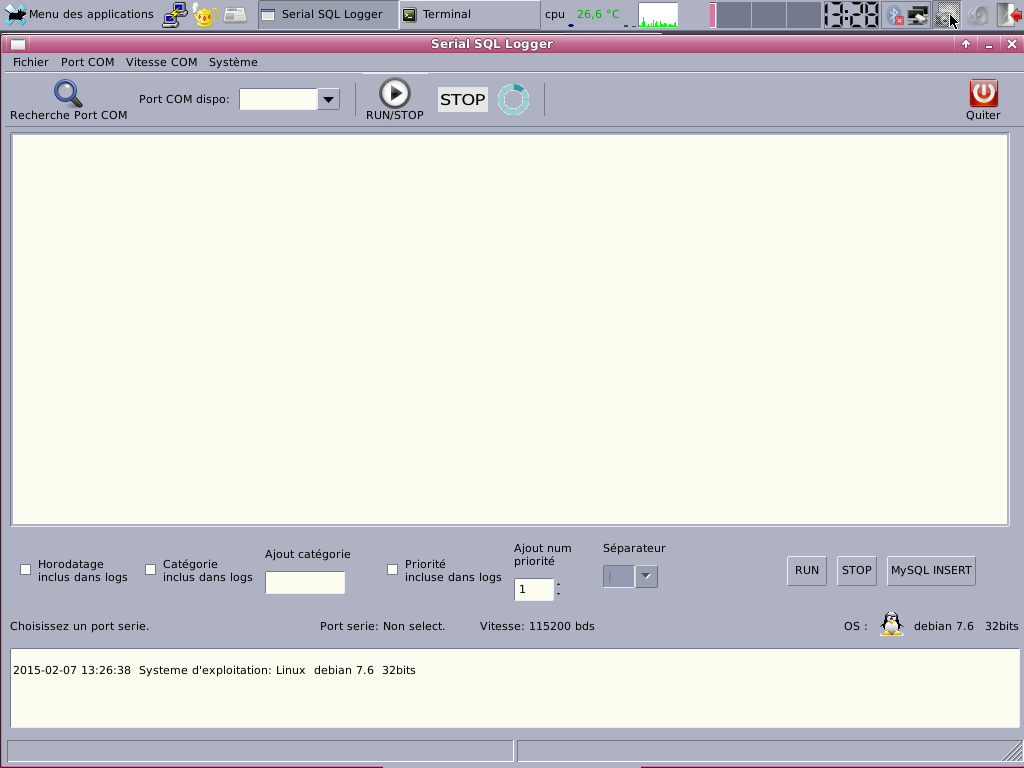 Menu des applications
Serial SQL Logger
Terminal
cpu
26,6 °C
Serial SQL Logger
Fichier Port COM Vitesse COM Système
Recherche Port COM
Port COM dispo:
RUN/STOP
STOP
Quiter
Horodatage
inclus dans logs
Catégorie
inclus dans logs
Ajout catégorie
Priorité
incluse dans logs
Ajout num
priorité
1
Séparateur
|
RUN
STOP
MySQL INSERT
Choisissez un port serie.
Port serie: Non select.
Vitesse: 115200 bds
OS :
debian 7.6 32bits
2015-02-07 13:26:38 Systeme d'exploitation: Linux debian 7.6 32bits